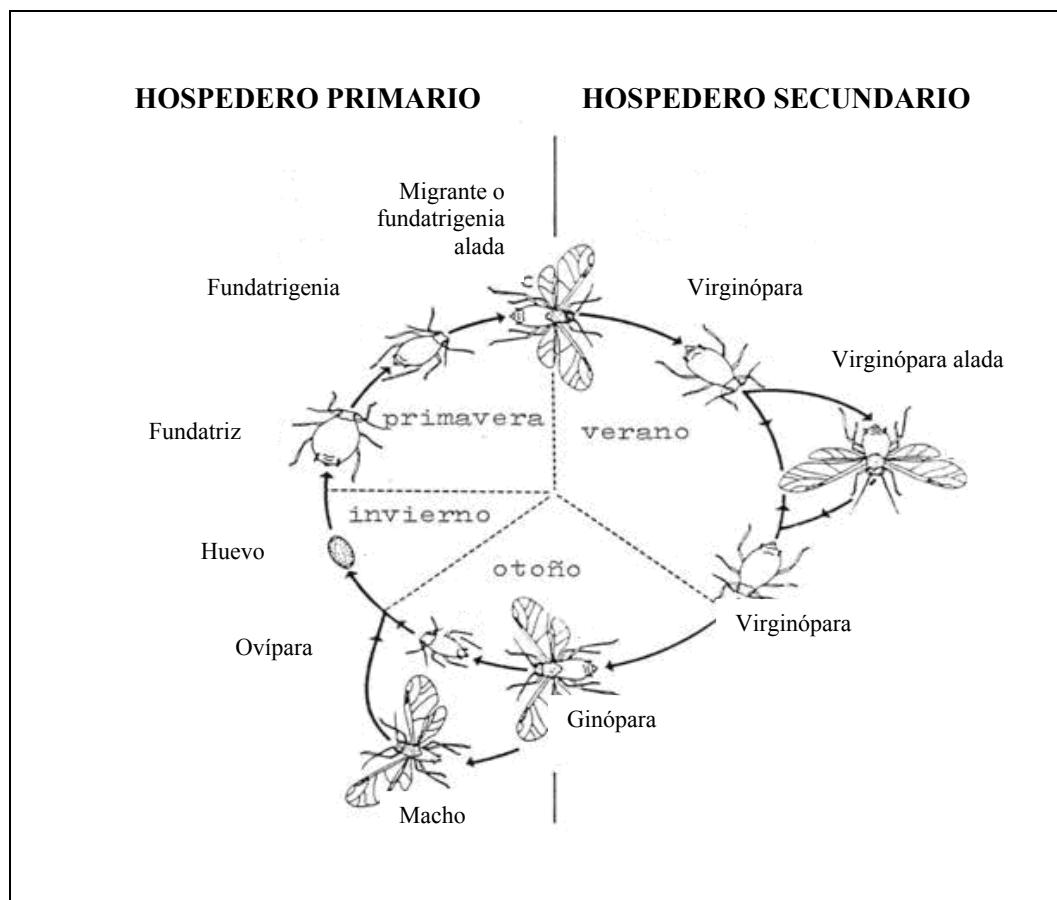 HOSPEDERO PRIMARIO
HOSPEDERO SECUNDARIO
Migrante o
fundatrigenia
alada
Fundatrigenia
Virginópara
Virginópara alada
Fundatriz
primavera
verano
invierno
Huevo
otoño
Ovípara
Virginópara
Ginópara
Macho